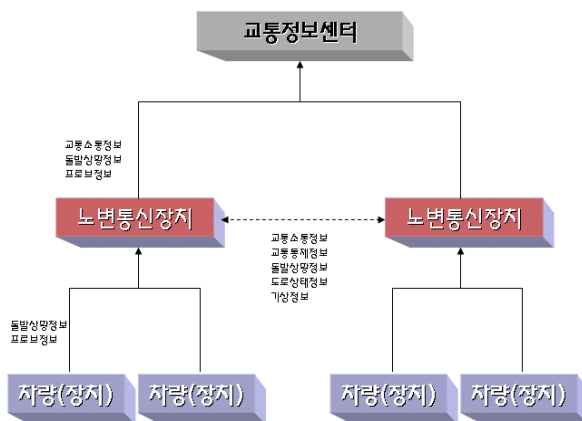 교통정보센터
교통소통정보
돌발상황정보
프로브정보
노변통신장치
노변통신장치
교통소통정보
교통통제정보
돌발상황정보
도로상태정보
기상정보
돌발상황정보
프로브정보
차량(장치)
차량(장치)
차량(장치)
차량(장치)